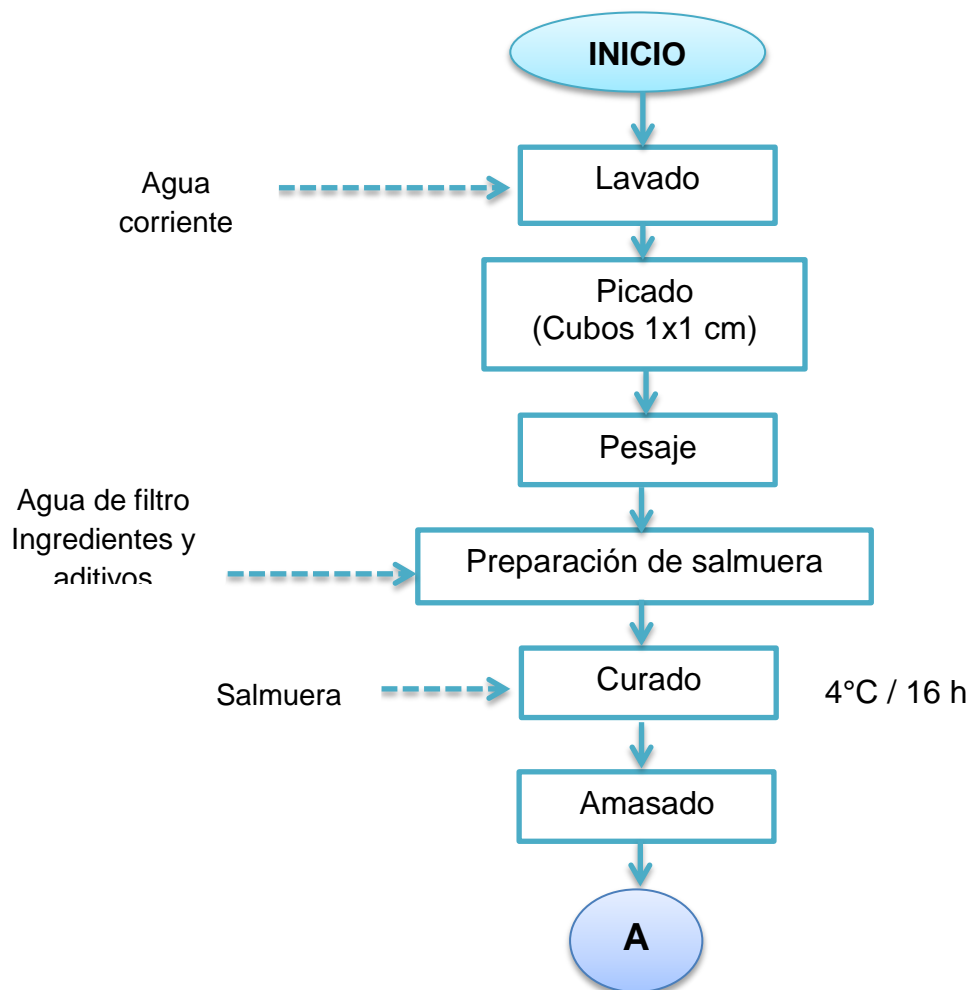 INICIO
Agua
corriente
Lavado
Picado
(Cubos 1x1 cm)
Pesaje
Agua de filtro
Ingredientes y
aditivos
Preparación de salmuera
Salmuera
Curado
4°C / 16 h
Amasado
A